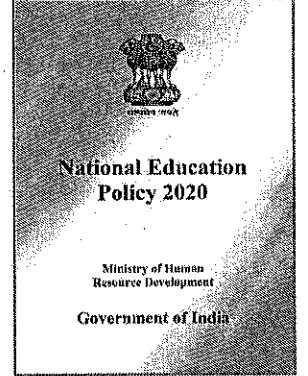 National Education
Policy 2020
Ministry of Human
Resource Development
Government of India